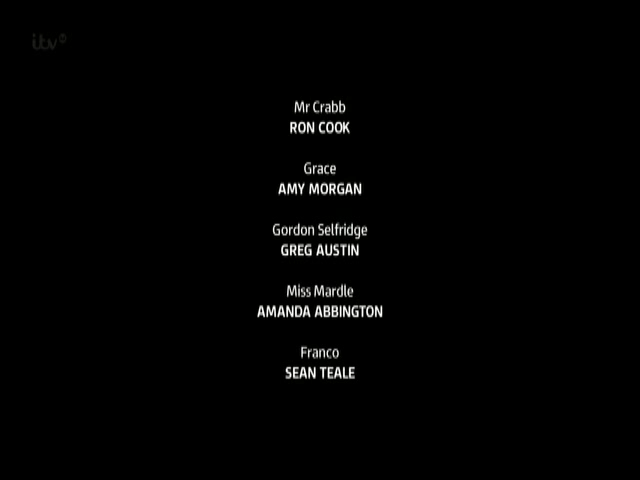 itv
Mr Crabb
RON COOK
Grace
AMY MORGAN
Gordon Selfridge
GREG AUSTIN
Miss Mardle
AMANDA ABBINGTON
Franco
SEAN TEALE